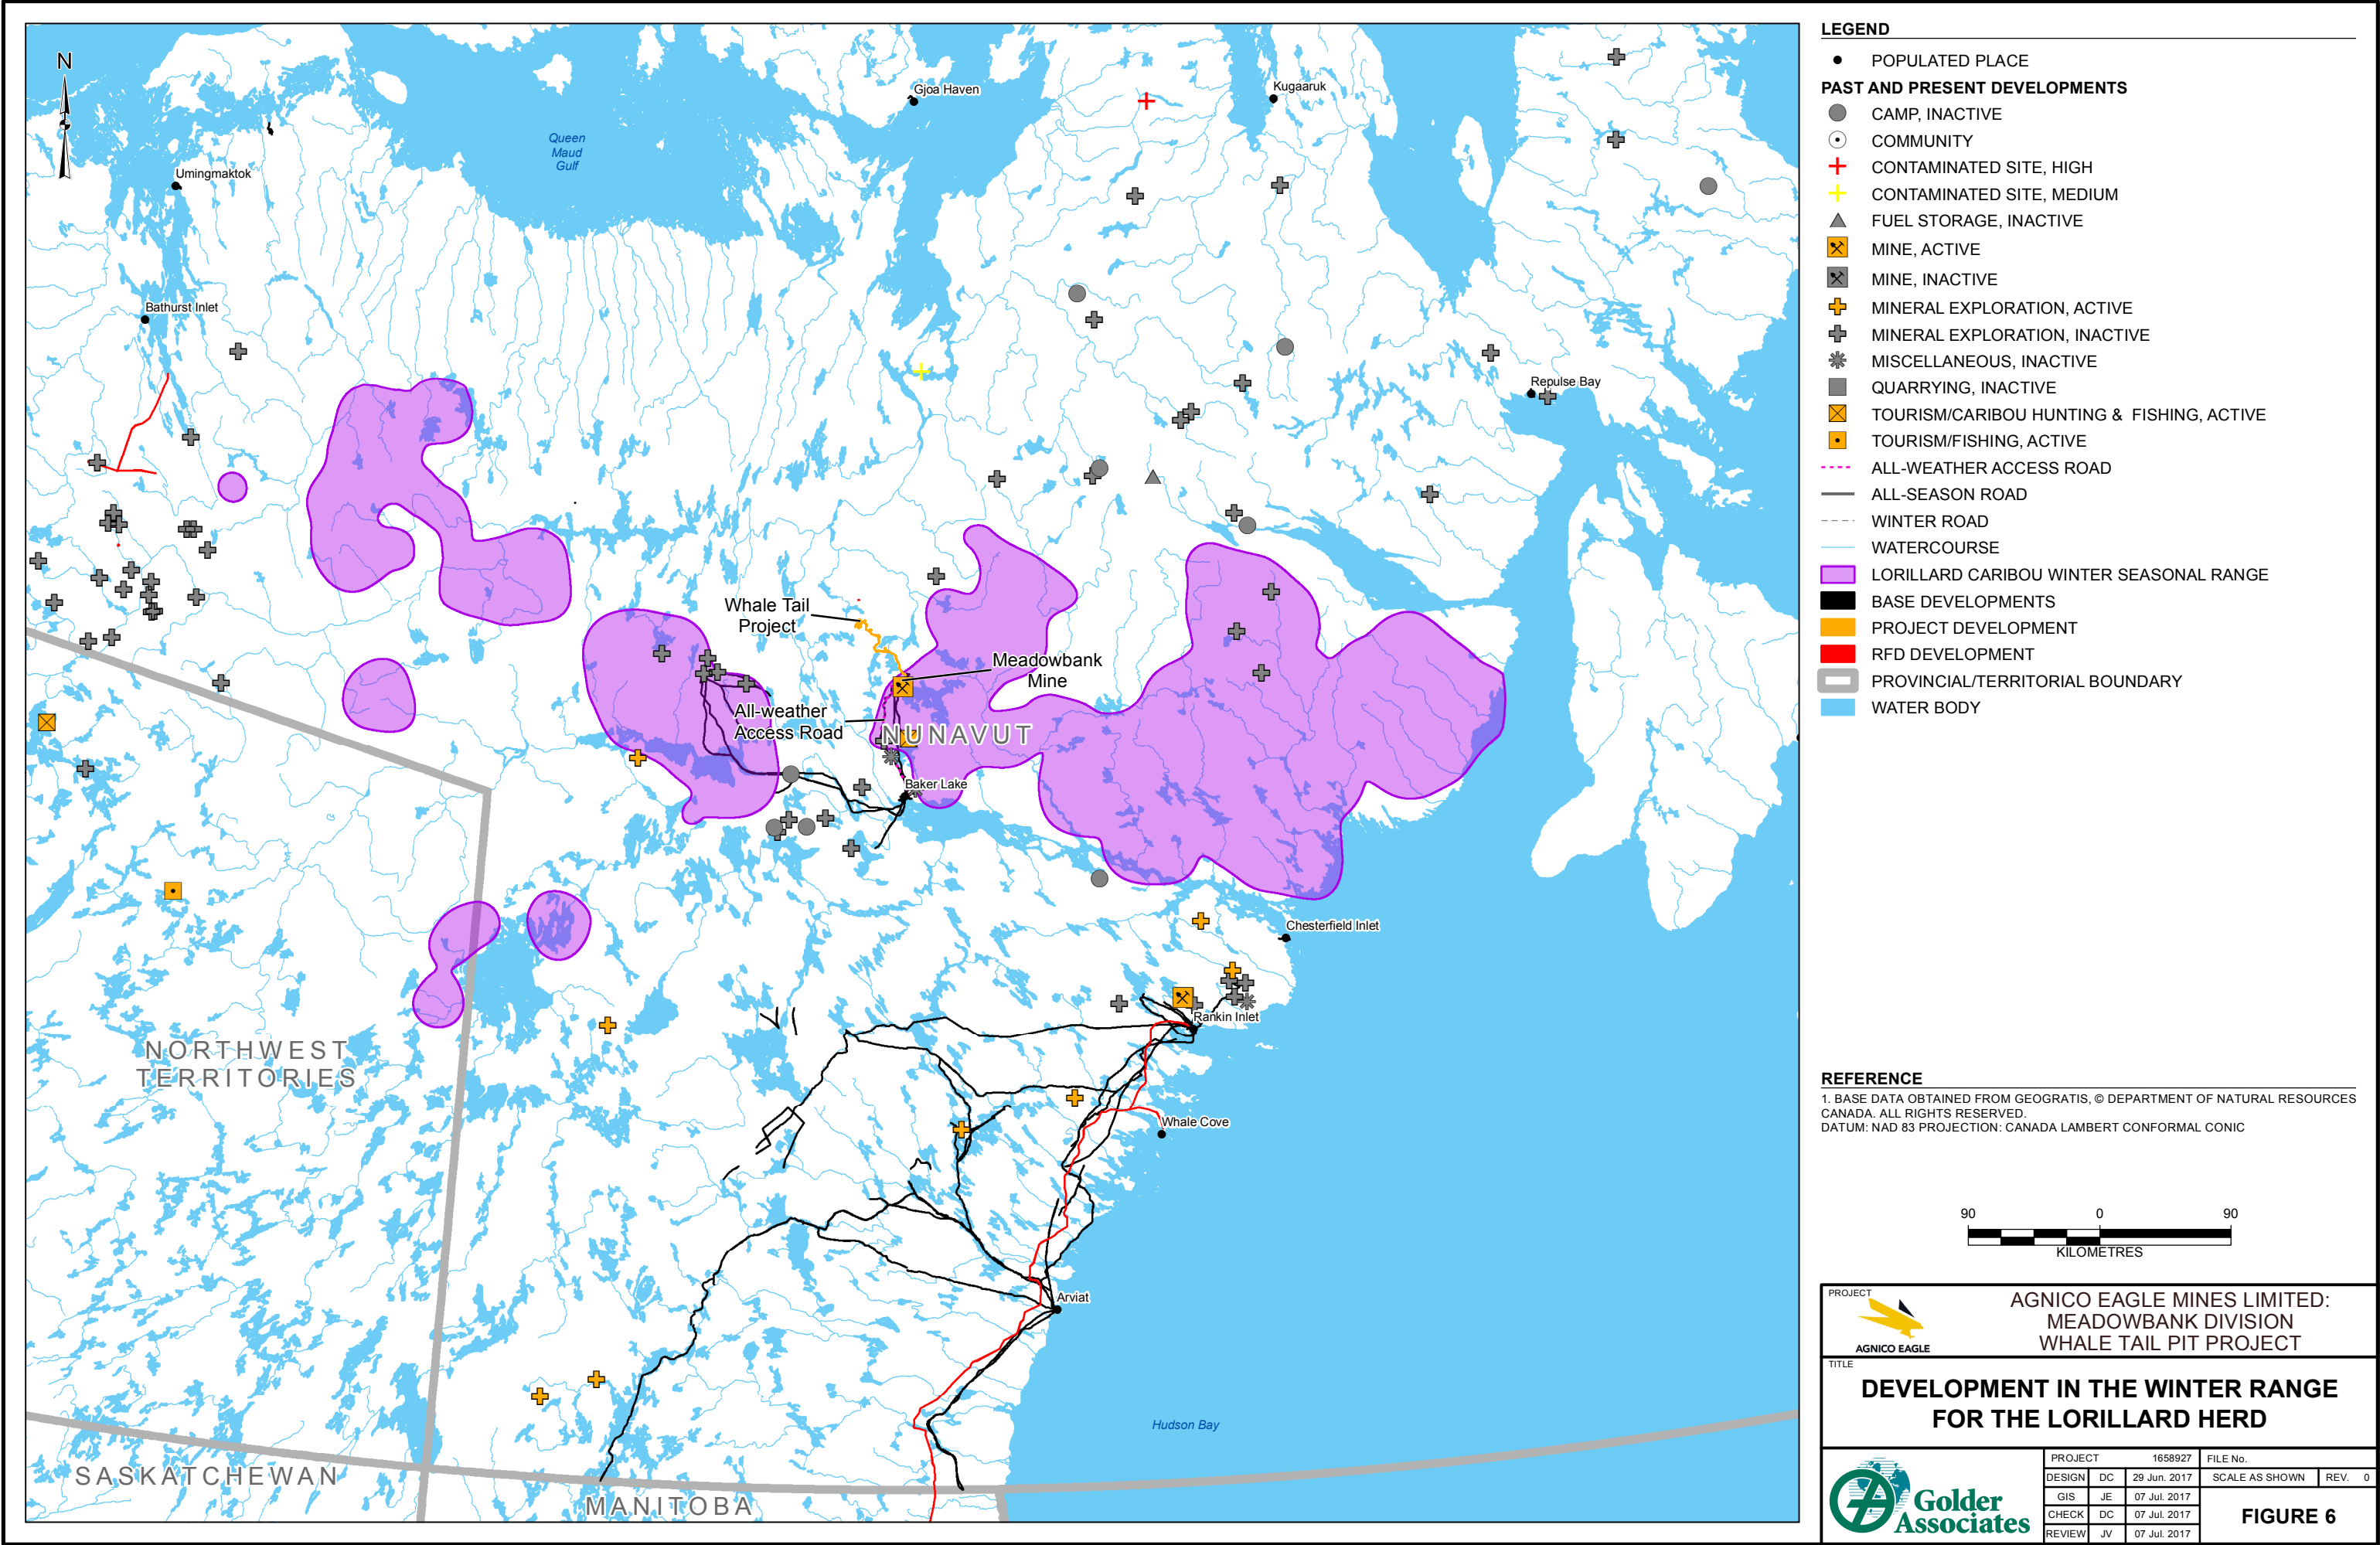 N
Gjoa Haven
Kugaaruk
Queen
Maud
Gulf
Umingmaktok
Bathurst Inlet
Repulse Bay
Whale Tail
Project
Meadowbank
Mine
All-weather
Access Road
NUNAVUT
Baker Lake
Chesterfield Inlet
Rankin Inlet
NORTHWEST
TERRITORIES
Whale Cove
Arviat
Hudson Bay
SASKATCHEWAN
MANITOBA
LEGEND
POPULATED PLACE
PAST AND PRESENT DEVELOPMENTS
CAMP, INACTIVE
COMMUNITY
CONTAMINATED SITE, HIGH
CONTAMINATED SITE, MEDIUM
FUEL STORAGE, INACTIVE
MINE, ACTIVE
MINE, INACTIVE
MINERAL EXPLORATION, ACTIVE
MINERAL EXPLORATION, INACTIVE
MISCELLANEOUS, INACTIVE
QUARRYING, INACTIVE
TOURISM/CARIBOU HUNTING & FISHING, ACTIVE
TOURISM/FISHING, ACTIVE
ALL-WEATHER ACCESS ROAD
ALL-SEASON ROAD
WINTER ROAD
WATERCOURSE
LORILLARD CARIBOU WINTER SEASONAL RANGE
BASE DEVELOPMENTS
PROJECT DEVELOPMENT
RFD DEVELOPMENT
PROVINCIAL/TERRITORIAL BOUNDARY
WATER BODY
REFERENCE
1. BASE DATA OBTAINED FROM GEOGRATIS, © DEPARTMENT OF NATURAL RESOURCES
CANADA. ALL RIGHTS RESERVED.
DATUM: NAD 83 PROJECTION: CANADA LAMBERT CONFORMAL CONIC
90 0 90
KILOMETRES
PROJECT
AGNICO EAGLE
AGNICO EAGLE MINES LIMITED:
MEADOWBANK DIVISION
WHALE TAIL PIT PROJECT
TITLE
DEVELOPMENT IN THE WINTER RANGE
FOR THE LORILLARD HERD
Golder
Associates
PROJECT 1658927 FILE No.
DESIGN DC 29 Jun. 2017 SCALE AS SHOWN REV. 0
GIS JE 07 Jul. 2017
CHECK DC 07 Jul. 2017
REVIEW JV 07 Jul. 2017
FIGURE 6